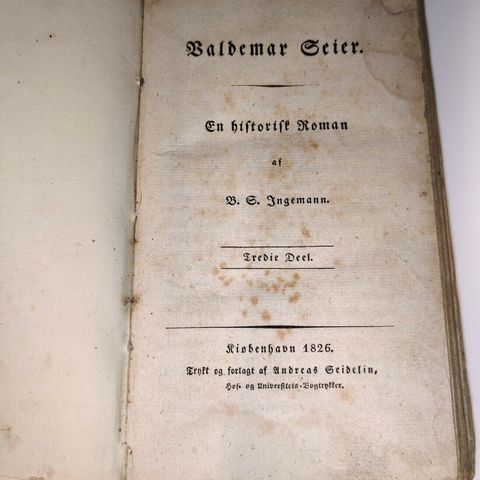 Valdemar Seier.
En historisk Roman
af
B. S. Ingemann.
Tredie Deel.
Kiøbenhavn 1826.
Trykt og forlagt af Andreas Seidelin,
Hof- og Universitets-Bogtrykker.